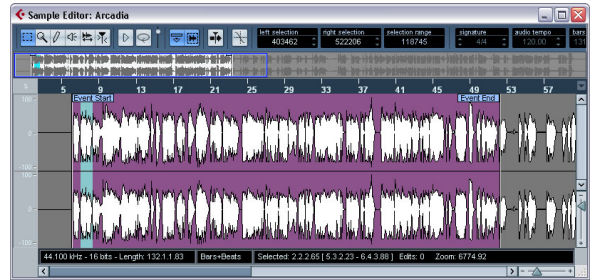 Sample Editor: Arcadia
left selection right selection selection range signature audio tempo bars
403462 522206 118745 4/4 120.00 131
% 5 9 13 17 21 25 29 33 37 41 45 49 53 57
100 Event Start Event End
0
-100
100
0
-100
44.100 kHz - 16 bits - Length: 132.1.1.83 Bars+Beats Selected: 2.2.2.65 [ 5.3.2.23 - 6.4.3.88 ] Edits: 0 Zoom: 6774.92